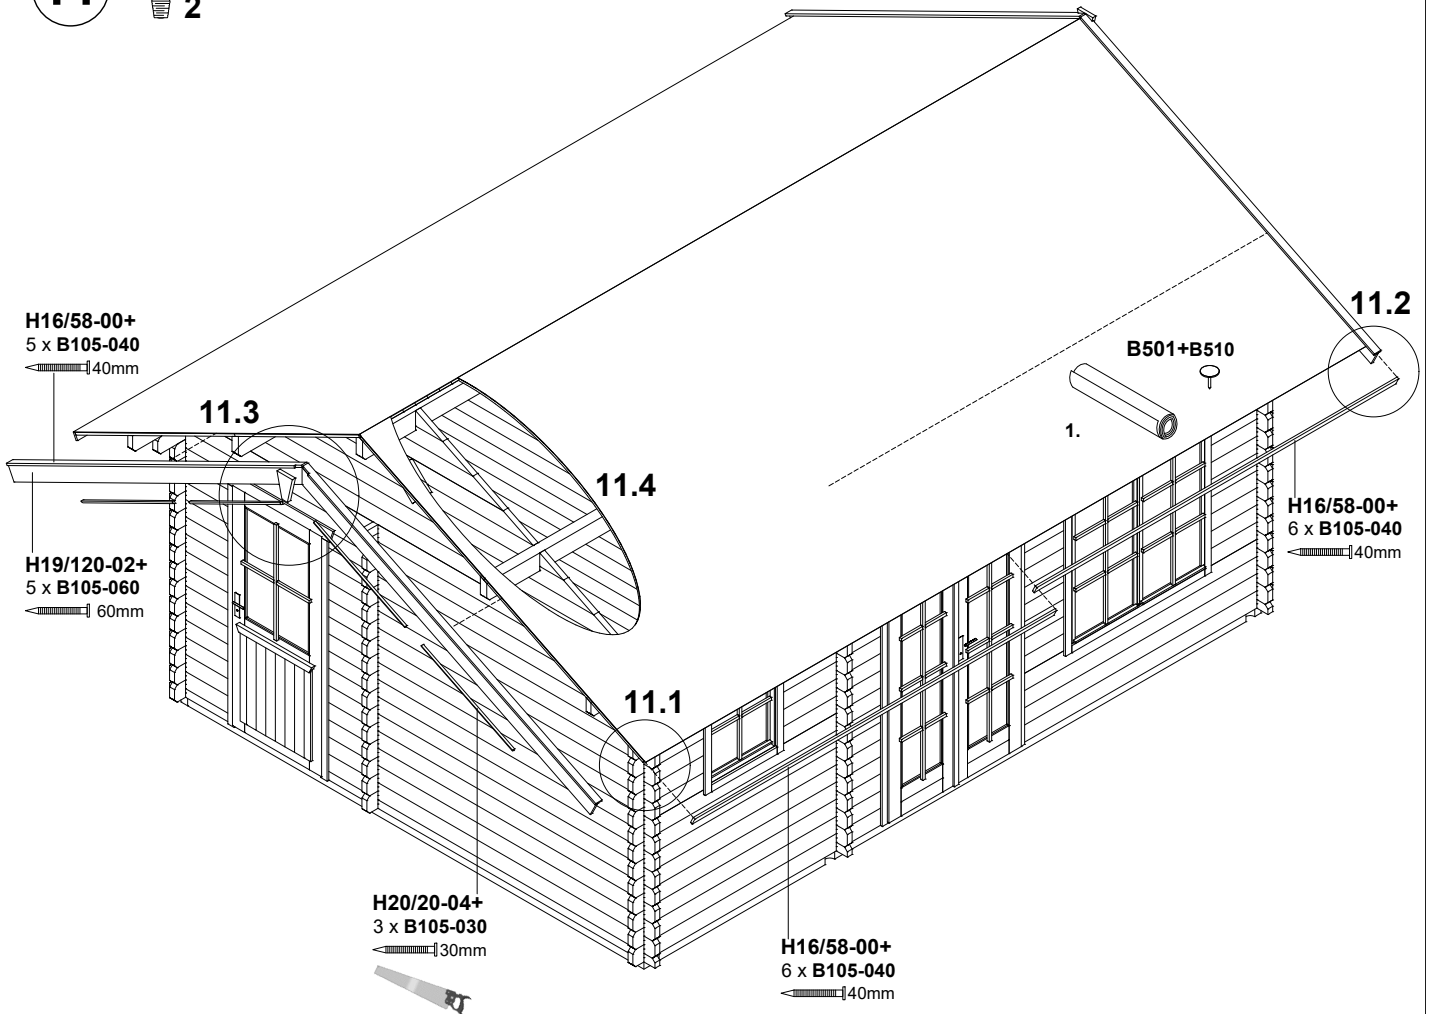 2
H16/58-00+
5 x B105-040
40mm
11.3
H19/120-02+
5 x B105-060
60mm
11.4
11.2
B501+B510
1.
H16/58-00+
6 x B105-040
40mm
11.1
H20/20-04+
3 x B105-030
30mm
H16/58-00+
6 x B105-040
40mm